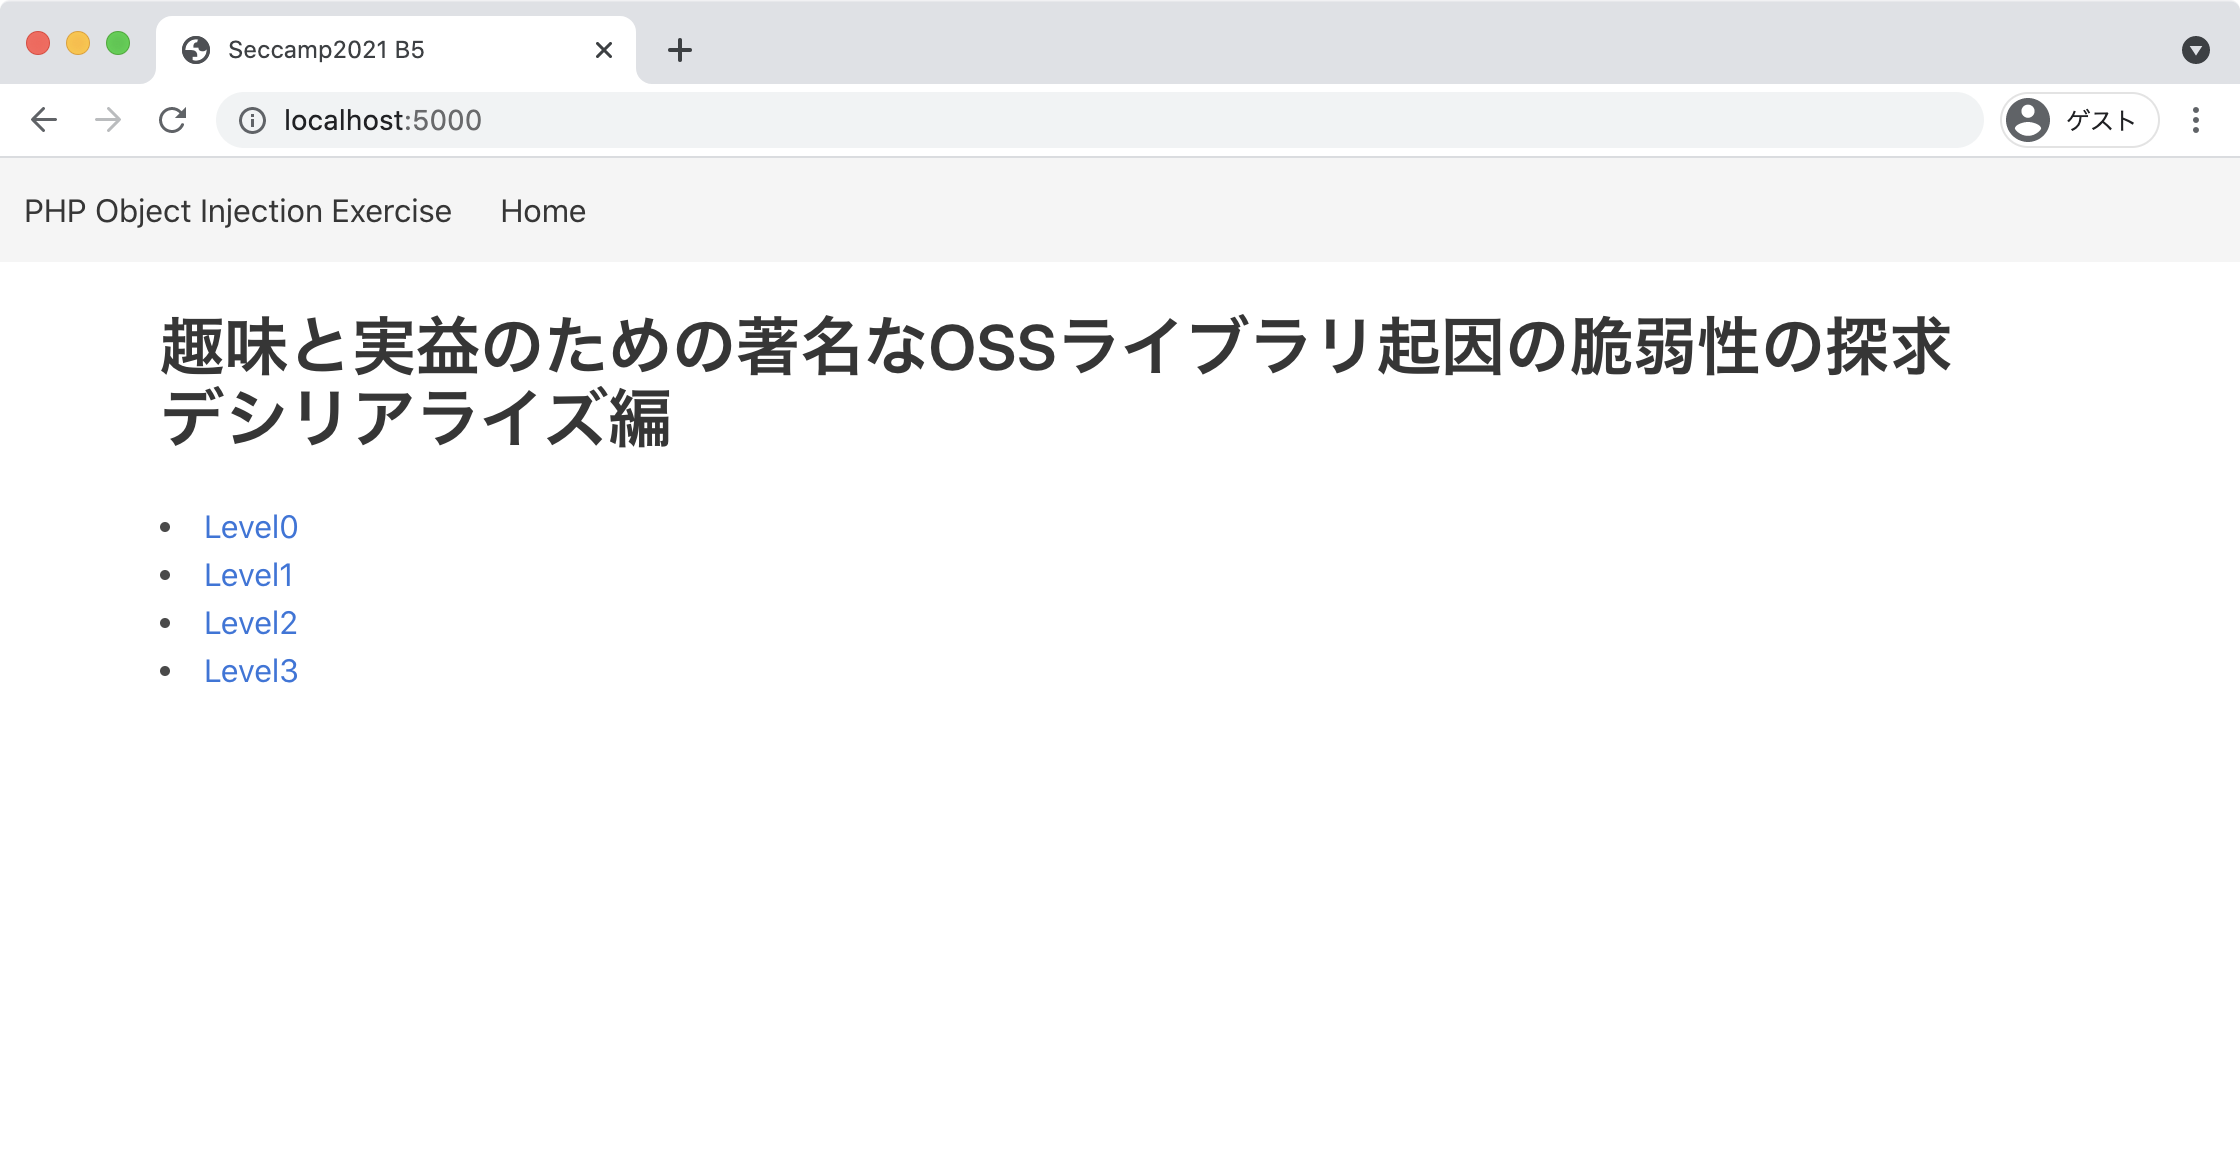 Seccamp2021 B5
localhost:5000
ゲスト
PHP Object Injection Exercise Home
趣味と実益のための著名なOSSライブラリ起因の脆弱性の探求
デシリアライズ編
Level0
Level1
Level2
Level3